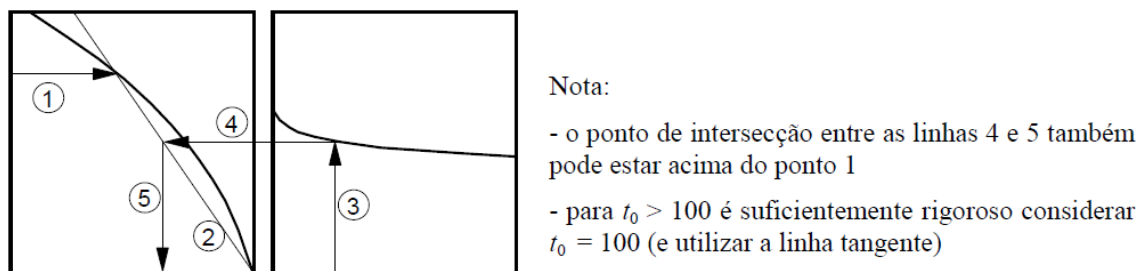 1
2
3
4
5
Nota:
- o ponto de intersecção entre as linhas 4 e 5 também
pode estar acima do ponto 1
- para t0 > 100 é suficientemente rigoroso considerar
t0 = 100 (e utilizar a linha tangente)